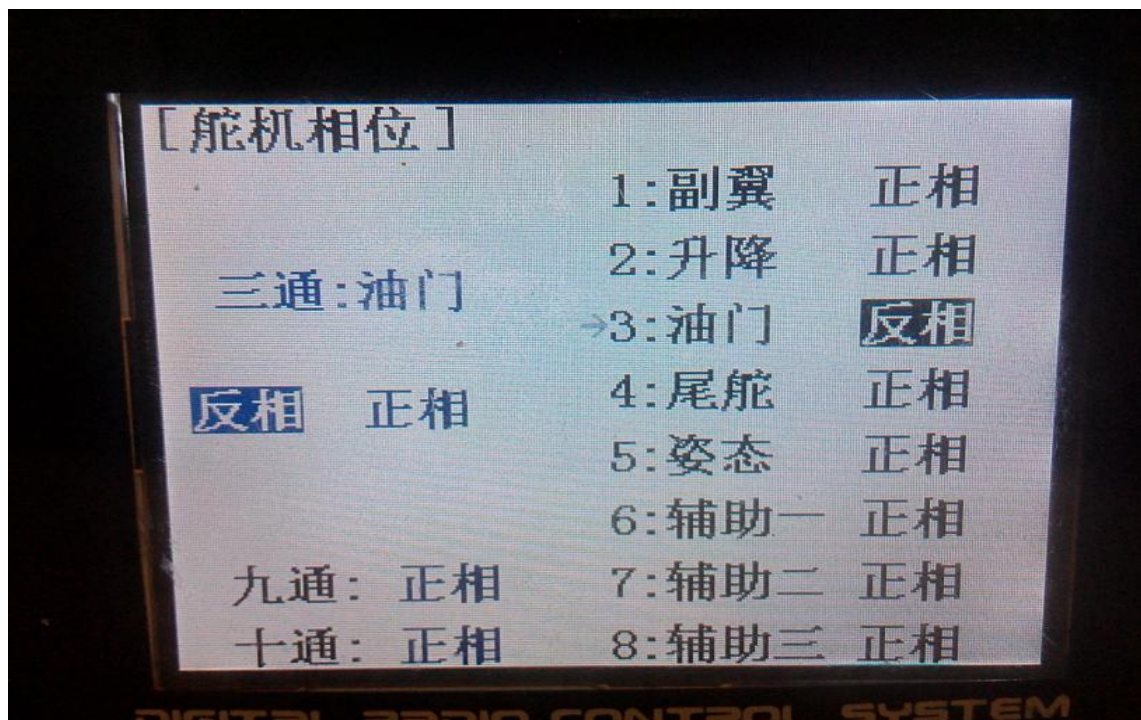 [舵机相位]
三通:油门
反相 正相
九通: 正相
十通: 正相
1:副翼 正相
2:升降 正相
→3:油门 反相
4:尾舵 正相
5:姿态 正相
6:辅助一 正相
7:辅助二 正相
8:辅助三 正相
DIGITAL RADIO CONTROL SYSTEM